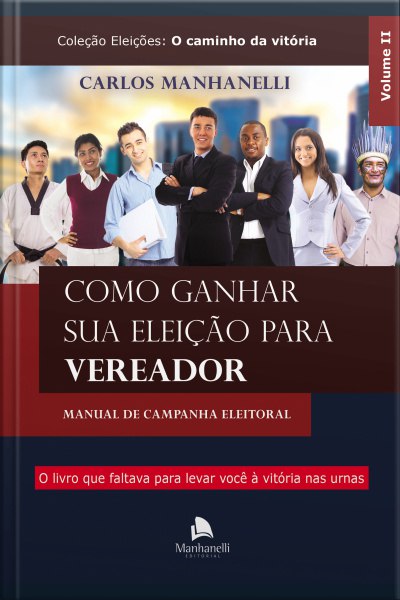 Coleção Eleições: O caminho da vitória
Volume II
CARLOS MANHANELLI
COMO GANHAR
SUA ELEIÇÃO PARA
VEREADOR
MANUAL DE CAMPANHA ELEITORAL
O livro que faltava para levar você à vitória nas urnas
Manhanelli
EDITORIAL